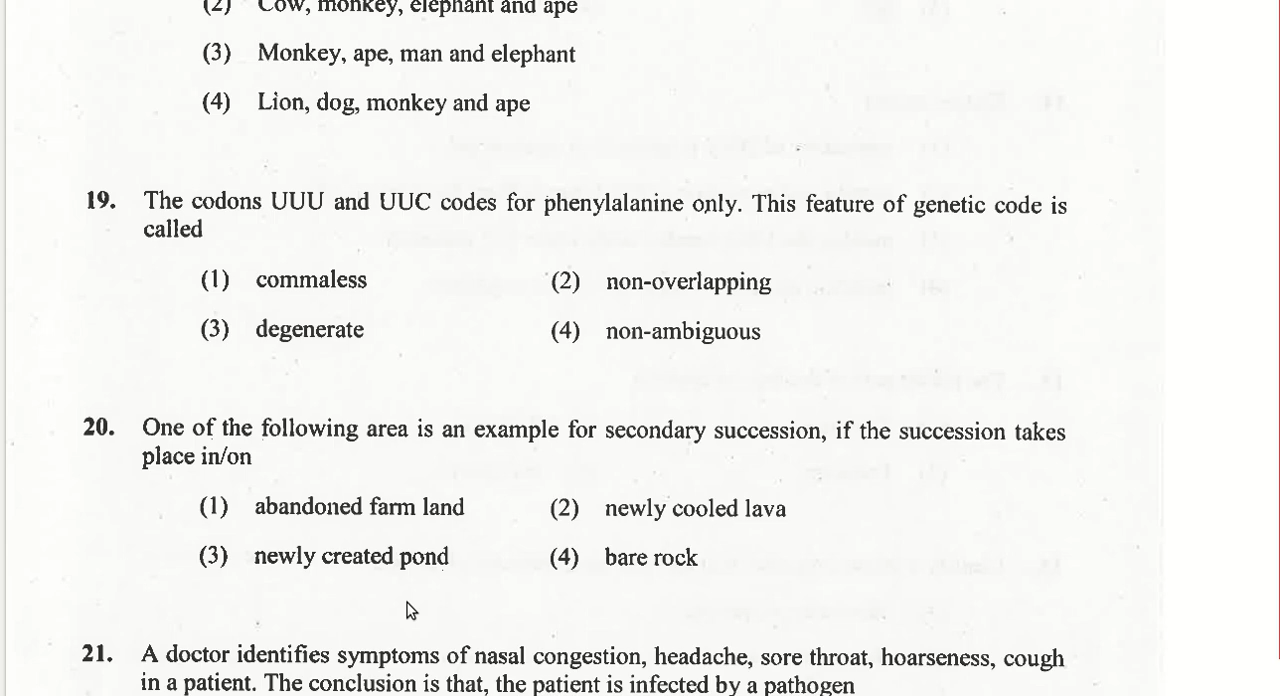 (2) Cow, monkey, elephant and ape
(3) Monkey, ape, man and elephant
(4) Lion, dog, monkey and ape
19. The codons UUU and UUC codes for phenylalanine only. This feature of genetic code is
called
(1) commaless (2) non-overlapping
(3) degenerate (4) non-ambiguous
20. One of the following area is an example for secondary succession, if the succession takes
place in/on
(1) abandoned farm land (2) newly cooled lava
(3) newly created pond (4) bare rock
21. A doctor identifies symptoms of nasal congestion, headache, sore throat, hoarseness, cough
in a patient. The conclusion is that, the patient is infected by a pathogen